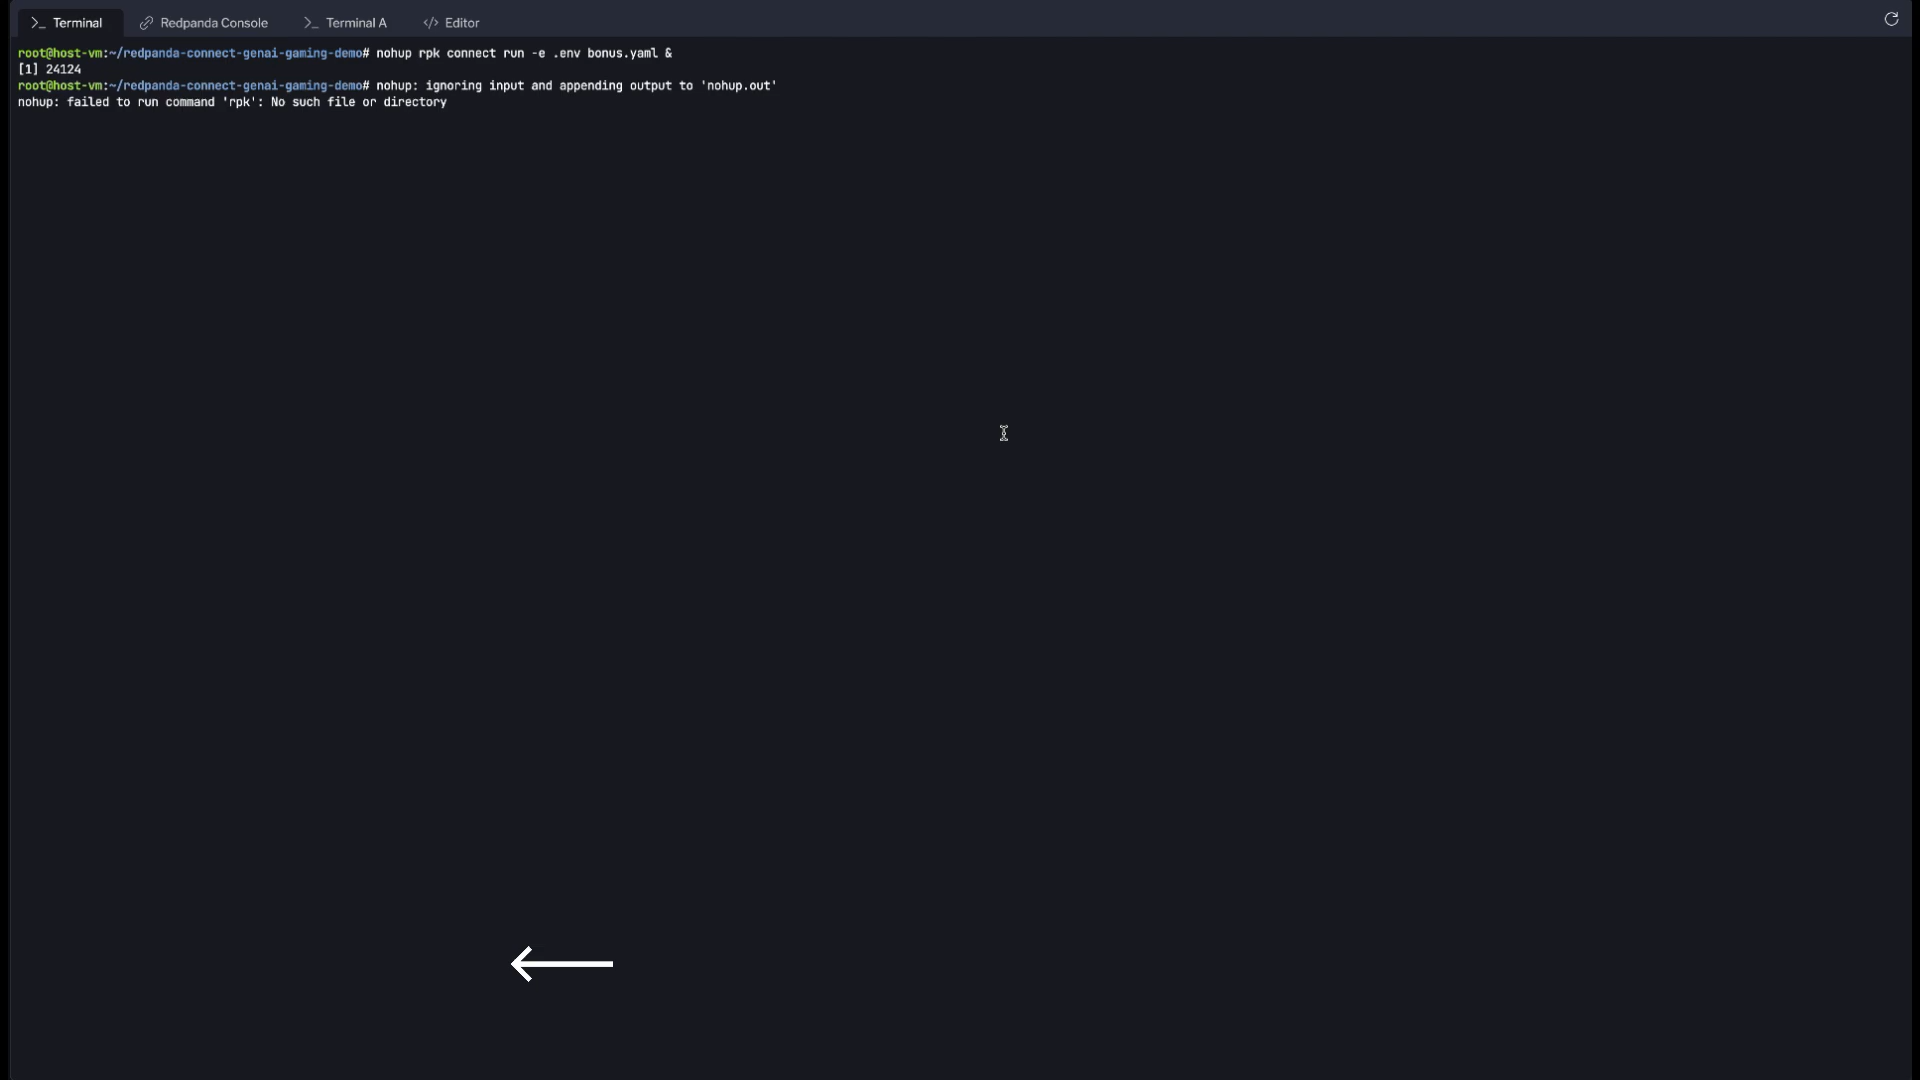 >_ Terminal
Redpanda Console
>_ Terminal A
</> Editor
root@host-vm:~/redpanda-connect-genai-gaming-demo# nohup rpk connect run -e .env bonus.yaml &
[1] 24124
root@host-vm:~/redpanda-connect-genai-gaming-demo# nohup: ignoring input and appending output to 'nohup.out'
nohup: failed to run command 'rpk': No such file or directory